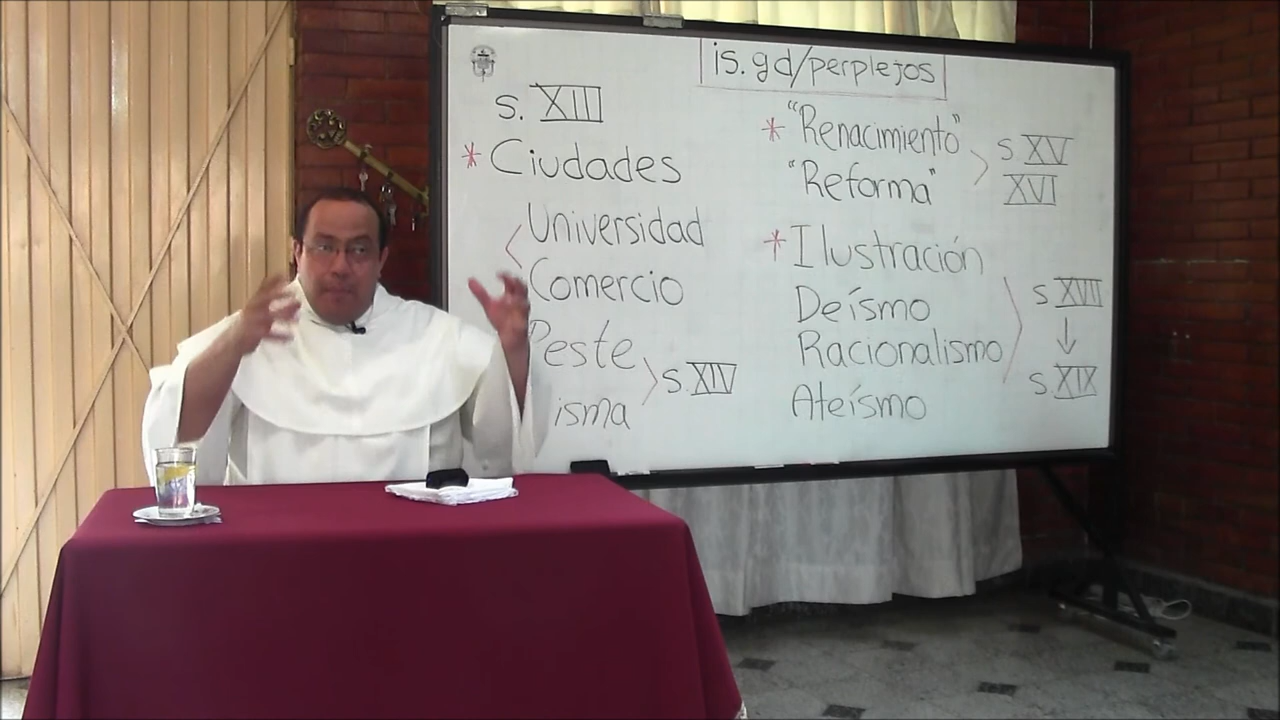 is.gd/perplejos
s. XIII
* Ciudades
Universidad
Comercio
Peste
isma
s. XIV
* "Renacimiento"
"Reforma"
s XV
XVI
* Ilustración
Deísmo
Racionalismo
Ateísmo
s XVII
↓
s XIX